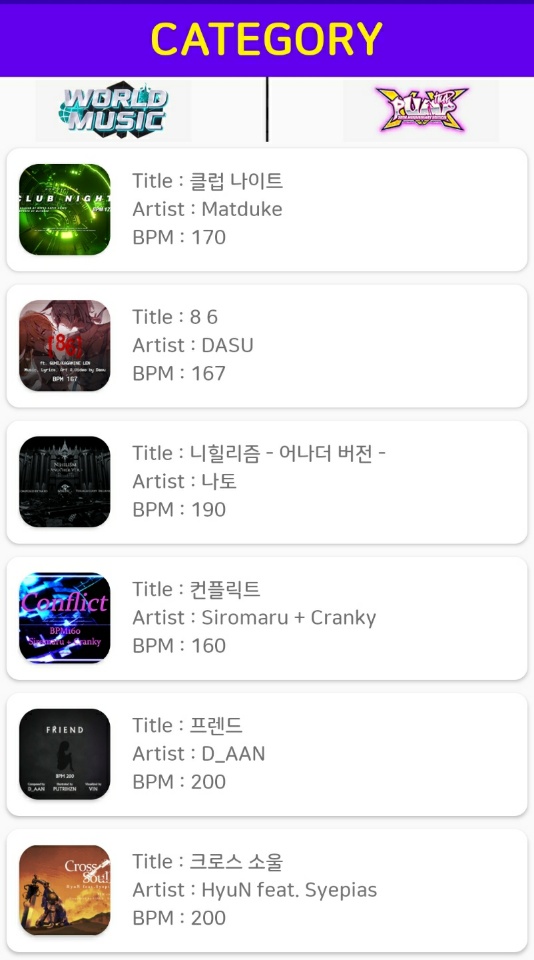 CATEGORY
WORLD
MUSIC
PUMP
CLUB NIGHT
Title : 클럽 나이트
Artist : Matduke
BPM : 170
[86]
BPM 167
Title : 8 6
Artist : DASU
BPM : 167
Title : 니힐리즘 - 어나더 버전 -
Artist : 나토
BPM : 190
Conflict
BPM160
Siromaru + Cranky
Title : 컨플릭트
Artist : Siromaru + Cranky
BPM : 160
FRIEND
BPM 200
D_AAN
VIN
Title : 프렌드
Artist : D_AAN
BPM : 200
Cross
Soul
HyuN feat. Syepias
Title : 크로스 소울
Artist : HyuN feat. Syepias
BPM : 200